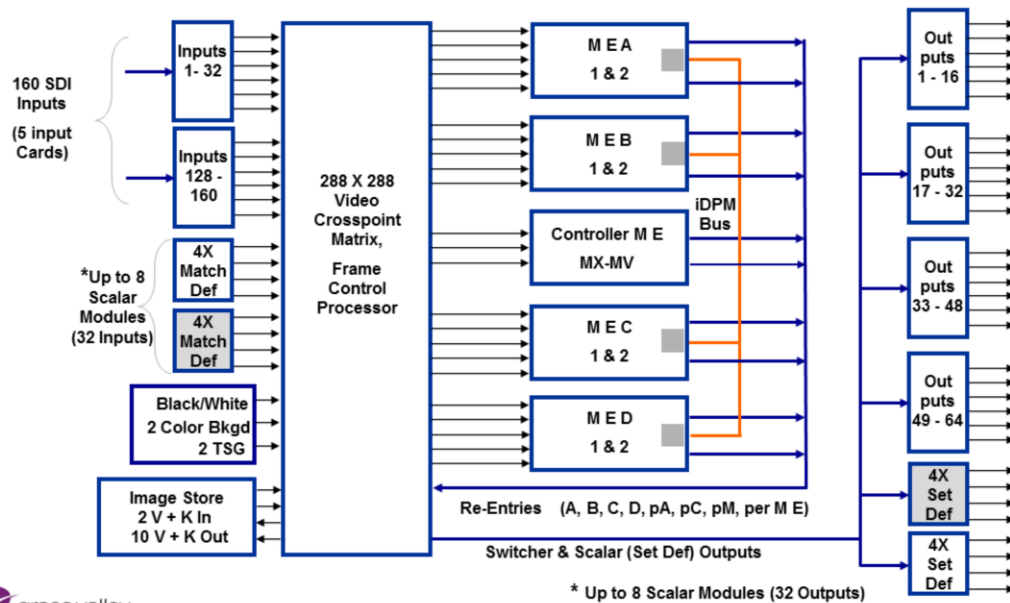 160 SDI
Inputs
(5 input
Cards)
Inputs
1- 32
Inputs
128 -
160
*Up to 8
Scalar
Modules
(32 Inputs)
4X
Match
Def
4X
Match
Def
Black/White
2 Color Bkgd
2 TSG
Image Store
2 V + K In
10 V + K Out
288 X 288
Video
Crosspoint
Matrix,
Frame
Control
Processor
M E A
1 & 2
M E B
1 & 2
Controller M E
MX-MV
M E C
1 & 2
M E D
1 & 2
iDPM
Bus
Re-Entries (A, B, C, D, pA, pC, pM, per M E)
Switcher & Scalar (Set Def) Outputs
Out
puts
1 - 16
Out
puts
17 - 32
Out
puts
33 - 48
Out
puts
49 - 64
4X
Set
Def
4X
Set
Def
* Up to 8 Scalar Modules (32 Outputs)